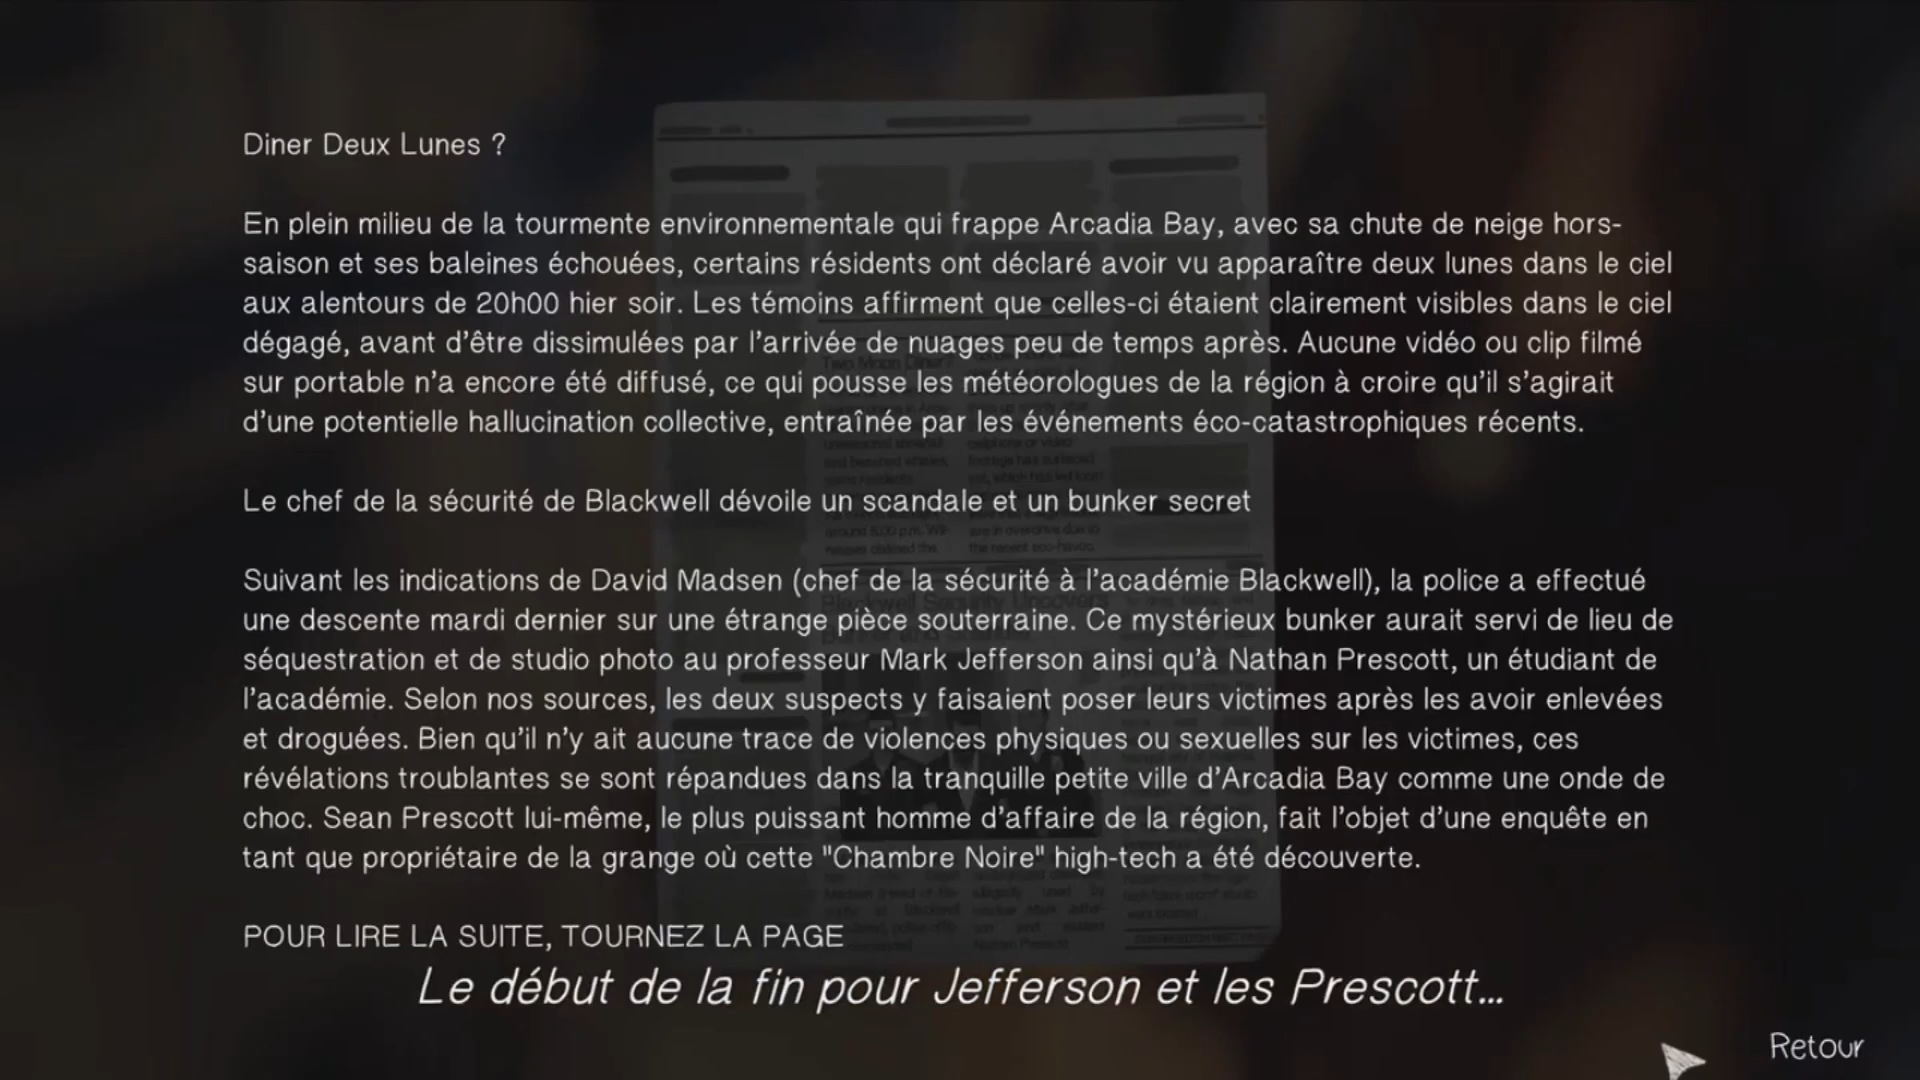 Diner Deux Lunes ?
En plein milieu de la tourmente environnementale qui frappe Arcadia Bay, avec sa chute de neige hors-
saison et ses baleines échouées, certains résidents ont déclaré avoir vu apparaître deux lunes dans le ciel
aux alentours de 20h00 hier soir. Les témoins affirment que celles-ci étaient clairement visibles dans le ciel
dégagé, avant d'être dissimulées par l'arrivée de nuages peu de temps après. Aucune vidéo ou clip filmé
sur portable n'a encore été diffusé, ce qui pousse les météorologues de la région à croire qu'il s'agirait
d'une potentielle hallucination collective, entraînée par les événements éco-catastrophiques récents.
Le chef de la sécurité de Blackwell dévoile un scandale et un bunker secret
Suivant les indications de David Madsen (chef de la sécurité à l'académie Blackwell), la police a effectué
une descente mardi dernier sur une étrange pièce souterraine. Ce mystérieux bunker aurait servi de lieu de
séquestration et de studio photo au professeur Mark Jefferson ainsi qu'à Nathan Prescott, un étudiant de
l'académie. Selon nos sources, les deux suspects y faisaient poser leurs victimes après les avoir enlevées
et droguées. Bien qu'il n'y ait aucune trace de violences physiques ou sexuelles sur les victimes, ces
révélations troublantes se sont répandues dans la tranquille petite ville d'Arcadia Bay comme une onde de
choc. Sean Prescott lui-même, le plus puissant homme d'affaire de la région, fait l'objet d'une enquête en
tant que propriétaire de la grange où cette "Chambre Noire" high-tech a été découverte.
POUR LIRE LA SUITE, TOURNEZ LA PAGE
Le début de la fin pour Jefferson et les Prescott...
Retour